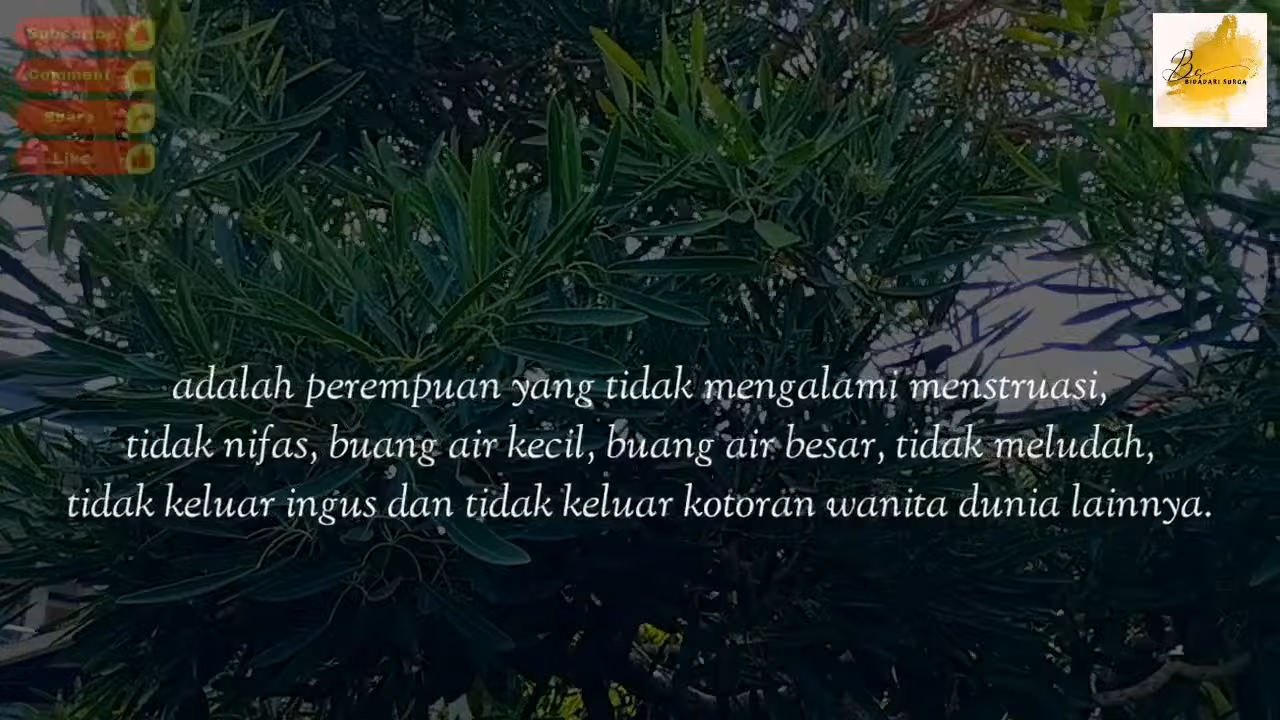 Subscribe
Comment
Share
Like
Bs
BIDADARI SURGA
adalah perempuan yang tidak mengalami menstruasi,
tidak nifas, buang air kecil, buang air besar, tidak meludah,
tidak keluar ingus dan tidak keluar kotoran wanita dunia lainnya.